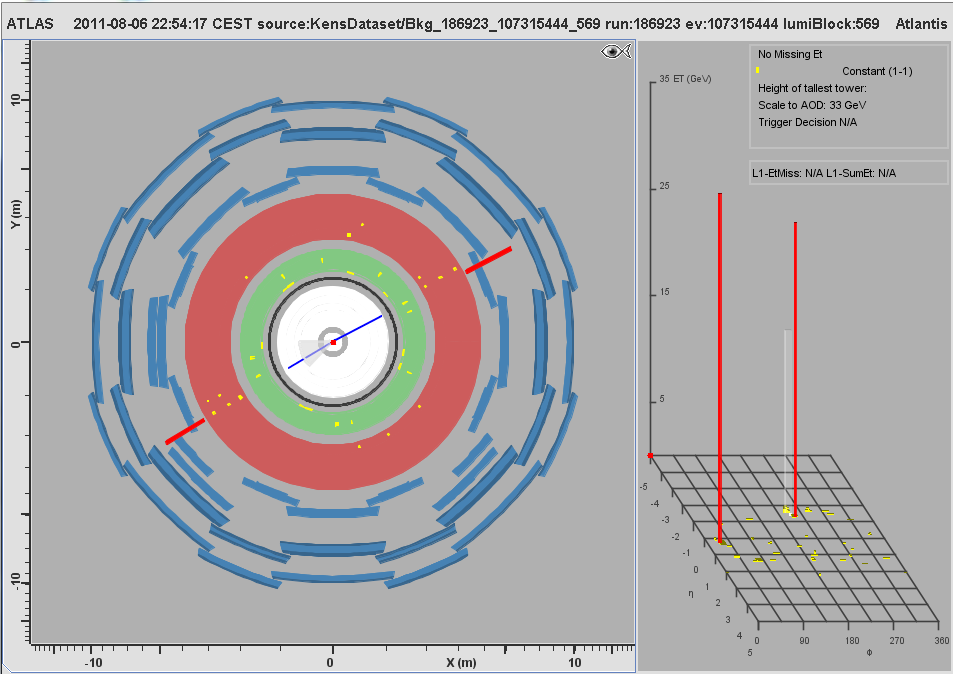 ATLAS 2011-08-06 22:54:17 CEST source:KensDataset/Bkg_186923_107315444_569 run:186923 ev:107315444 lumiBlock:569 Atlantis
10
Y (m)
0
-10
-10 0 X (m) 10
No Missing Et
Constant (1-1)
Height of tallest tower:
Scale to AOD: 33 GeV
Trigger Decision N/A
L1-EtMiss: N/A L1-SumEt: N/A
35 ET (GeV)
25
15
5
-5
-4
-3
-2
-1
0
η 1
2
3
4
5
0 90 180 270 360
Φ